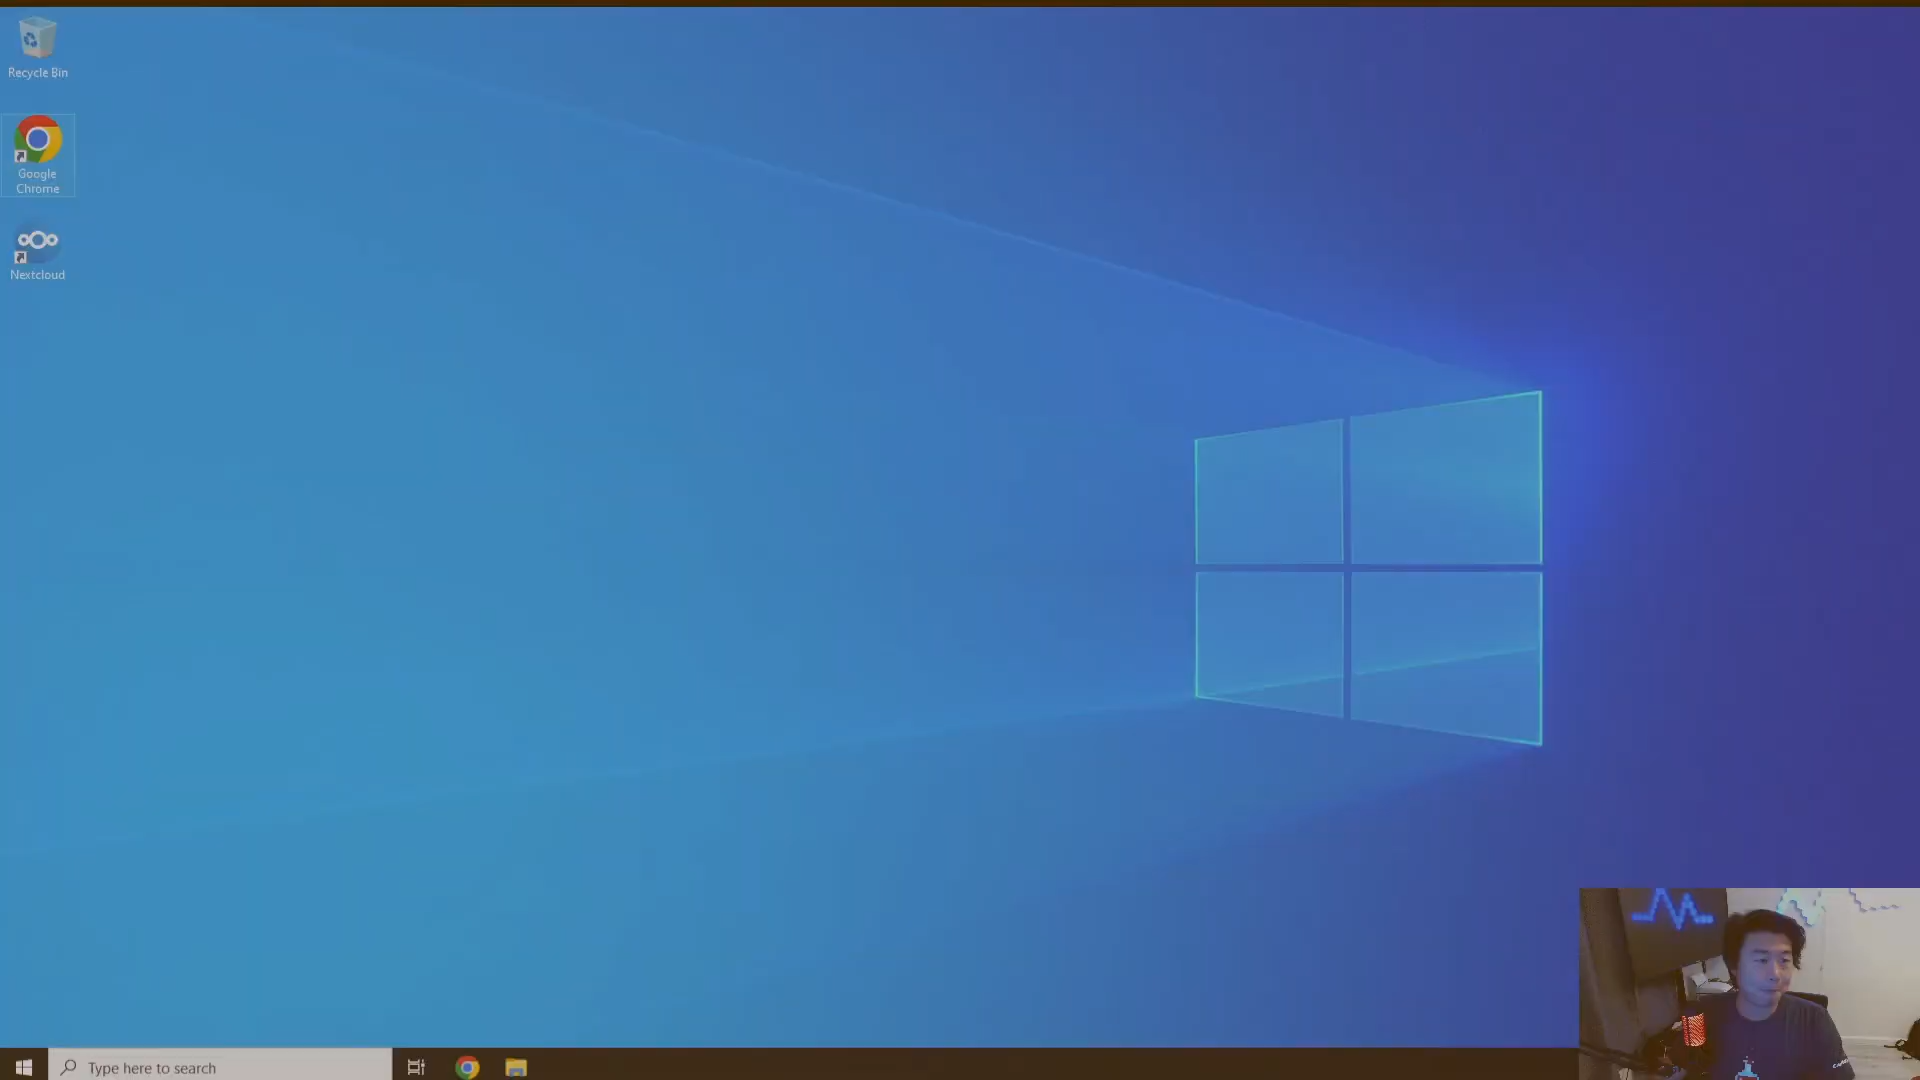 Recycle Bin
Google
Chrome
Nextcloud
Type here to search